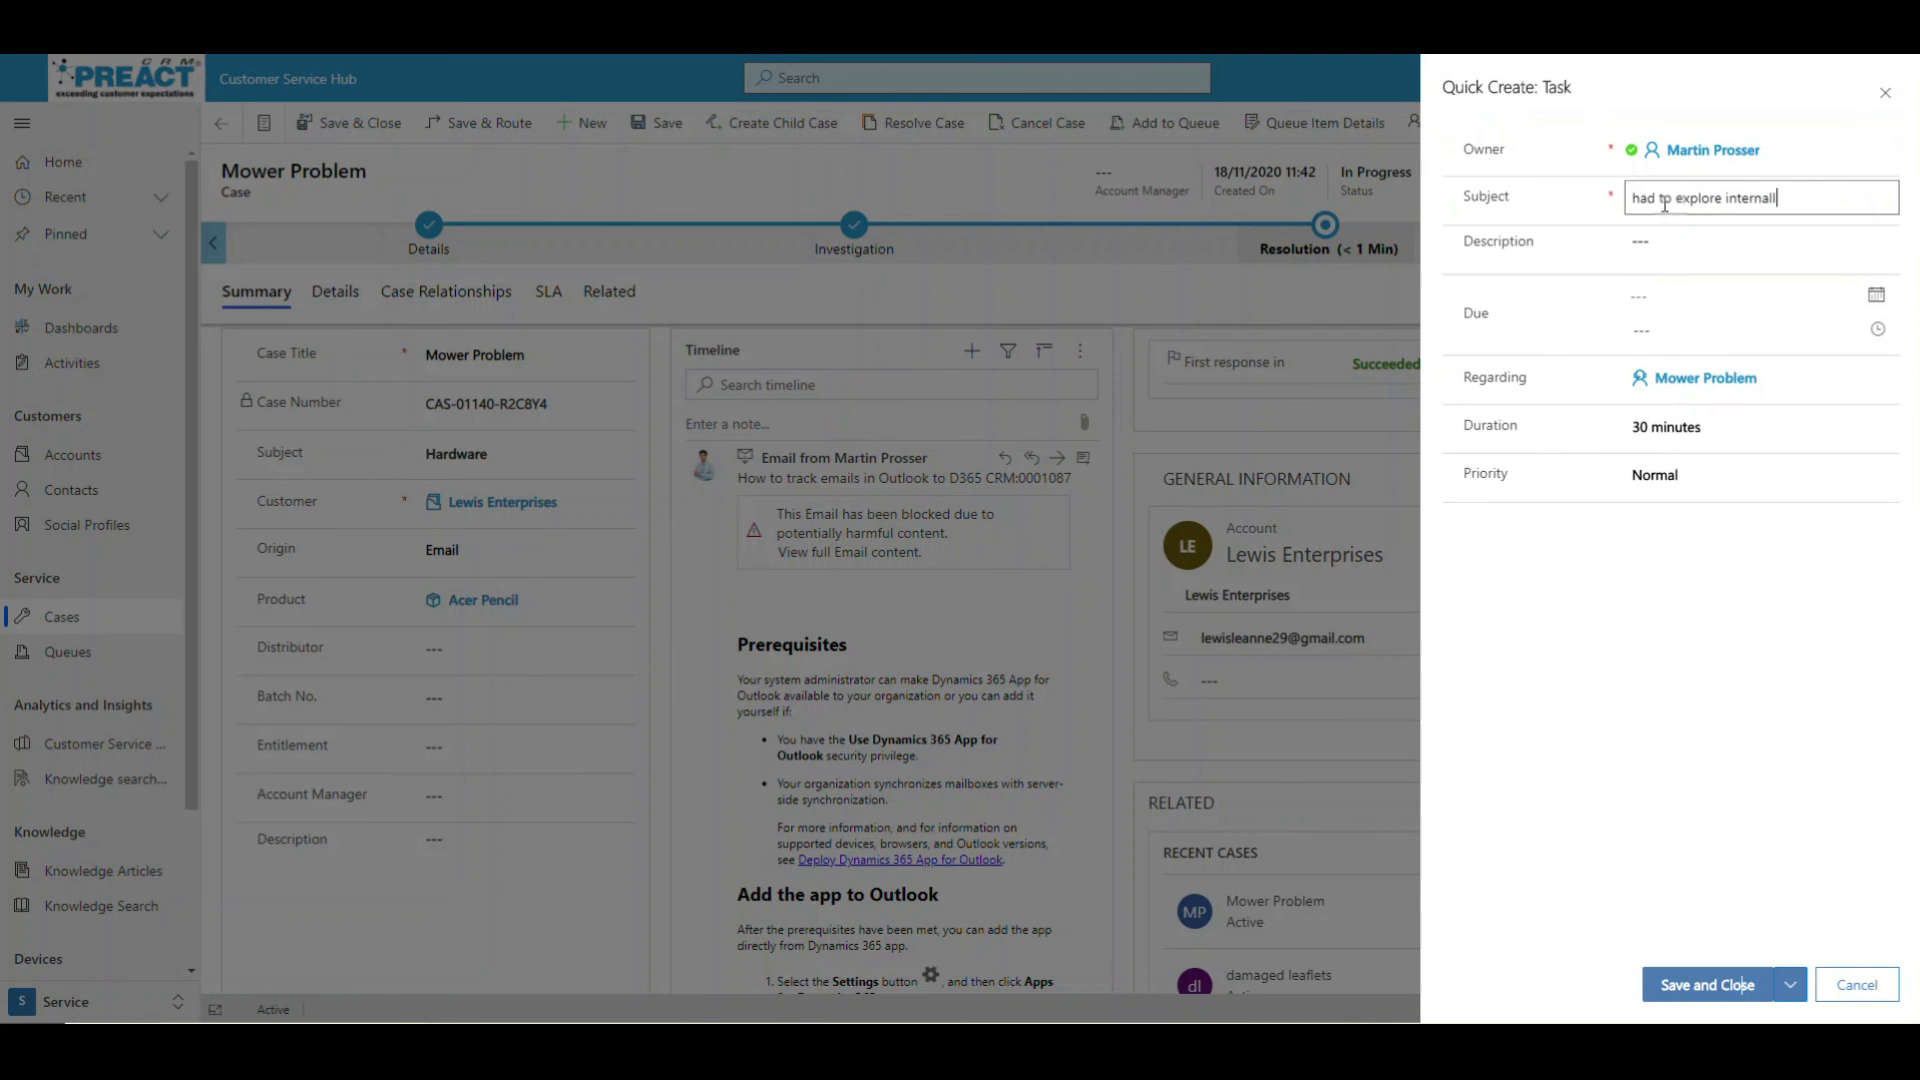 C R M®
PREACT
exceeding customer expectations
Customer Service Hub
Search
Save & Close
Save & Route
New
Save
Create Child Case
Resolve Case
Cancel Case
Add to Queue
Queue Item Details
Home
Recent
Pinned
My Work
Dashboards
Activities
Customers
Accounts
Contacts
Social Profiles
Service
Cases
Queues
Analytics and Insights
Customer Service ...
Knowledge search...
Knowledge
Knowledge Articles
Knowledge Search
Devices
S
Service
Mower Problem
Case
---
Account Manager
18/11/2020 11:42
Created On
In Progress
Status
Details
Investigation
Resolution (< 1 Min)
Summary
Details
Case Relationships
SLA
Related
Case Title
*
Mower Problem
Case Number
CAS-01140-R2C8Y4
Subject
Hardware
Customer
*
Lewis Enterprises
Origin
Email
Product
Acer Pencil
Distributor
---
Batch No.
---
Entitlement
---
Account Manager
---
Description
---
Active
Timeline
Search timeline
Enter a note...
Email from Martin Prosser
How to track emails in Outlook to D365 CRM:0001087
This Email has been blocked due to
potentially harmful content.
View full Email content.
Prerequisites
Your system administrator can make Dynamics 365 App for
Outlook available to your organization or you can add it
yourself if:
• You have the Use Dynamics 365 App for
Outlook security privilege.
• Your organization synchronizes mailboxes with server-
side synchronization.
For more information, and for information on
supported devices, browsers, and Outlook versions,
see Deploy Dynamics 365 App for Outlook.
Add the app to Outlook
After the prerequisites have been met, you can add the app
directly from Dynamics 365 app.
1. Select the Settings button , and then click Apps
First response in
Succeeded
GENERAL INFORMATION
LE
Account
Lewis Enterprises
Lewis Enterprises
lewisleanne29@gmail.com
---
RELATED
RECENT CASES
MP
Mower Problem
Active
dl
damaged leaflets
Quick Create: Task
Owner
*
Martin Prosser
Subject
*
had to explore internall
Description
---
Due
---
---
Regarding
Mower Problem
Duration
30 minutes
Priority
Normal
Save and Close
Cancel